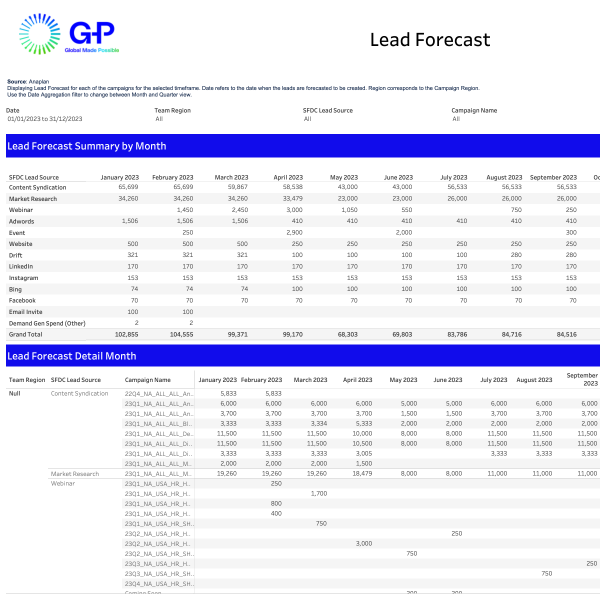 G-P
Global Made Possible
Lead Forecast
Source: Anaplan
Displaying Lead Forecast for each of the campaigns for the selected timeframe. Date refers to the date when the leads are forecasted to be created. Region corresponds to the Campaign Region.
Use the Date Aggregation filter to change between Month and Quarter view.
Date Team Region SFDC Lead Source Campaign Name
01/01/2023 to 31/12/2023 All All All
Lead Forecast Summary by Month
SFDC Lead Source January 2023 February 2023 March 2023 April 2023 May 2023 June 2023 July 2023 August 2023 September 2023 Oc
Content Syndication 65,699 65,699 59,867 58,538 43,000 43,000 56,533 56,533 56,533
Market Research 34,260 34,260 34,260 33,479 23,000 23,000 26,000 26,000 26,000
Webinar 1,450 2,450 3,000 1,050 550 750 250
Adwords 1,506 1,506 1,506 410 410 410 410 410 410
Event 250 2,900 2,000 300
Website 500 500 500 250 250 250 250 250 250
Drift 321 321 321 100 100 100 100 280 280
LinkedIn 170 170 170 170 170 170 170 170 170
Instagram 153 153 153 153 153 153 153 153 153
Bing 74 74 74 100 100 100 100 100 100
Facebook 70 70 70 70 70 70 70 70 70
Email Invite 100 100
Demand Gen Spend (Other) 2 2
Grand Total 102,855 104,555 99,371 99,170 68,303 69,803 83,786 84,716 84,516
Lead Forecast Detail Month
Team Region SFDC Lead Source Campaign Name January 2023 February 2023 March 2023 April 2023 May 2023 June 2023 July 2023 August 2023 September 2023
Null Content Syndication 22Q4_NA_ALL_ALL_An.. 5,833 5,833
23Q1_NA_ALL_ALL_An.. 6,000 6,000 6,000 6,000 5,000 5,000 6,000 6,000 6,000
23Q1_NA_ALL_ALL_An.. 3,700 3,700 3,700 3,700 1,500 1,500 3,700 3,700 3,700
23Q1_NA_ALL_ALL_Bl.. 3,333 3,333 3,334 5,333 2,000 2,000 2,000 2,000 2,000
23Q1_NA_ALL_ALL_De.. 11,500 11,500 11,500 10,000 8,000 8,000 11,500 11,500 11,500
23Q1_NA_ALL_ALL_Di.. 11,500 11,500 11,500 10,500 8,000 8,000 11,500 11,500 11,500
23Q1_NA_ALL_ALL_Di.. 3,333 3,333 3,333 3,005 3,333 3,333 3,333
23Q1_NA_ALL_ALL_M.. 2,000 2,000 2,000 1,500
Market Research 23Q1_NA_ALL_ALL_M.. 19,260 19,260 19,260 18,479 8,000 8,000 11,000 11,000 11,000
Webinar 23Q1_NA_USA_HR_H.. 250
23Q1_NA_USA_HR_H.. 1,700
23Q1_NA_USA_HR_H.. 800
23Q1_NA_USA_HR_H.. 400
23Q1_NA_USA_HR_SH.. 750
23Q2_NA_USA_HR_H.. 250
23Q2_NA_USA_HR_H.. 3,000
23Q2_NA_USA_HR_SH.. 750
23Q3_NA_USA_HR_H.. 250
23Q3_NA_USA_HR_SH.. 750
23Q4_NA_USA_HR_SH..
Coming Soon 300 300